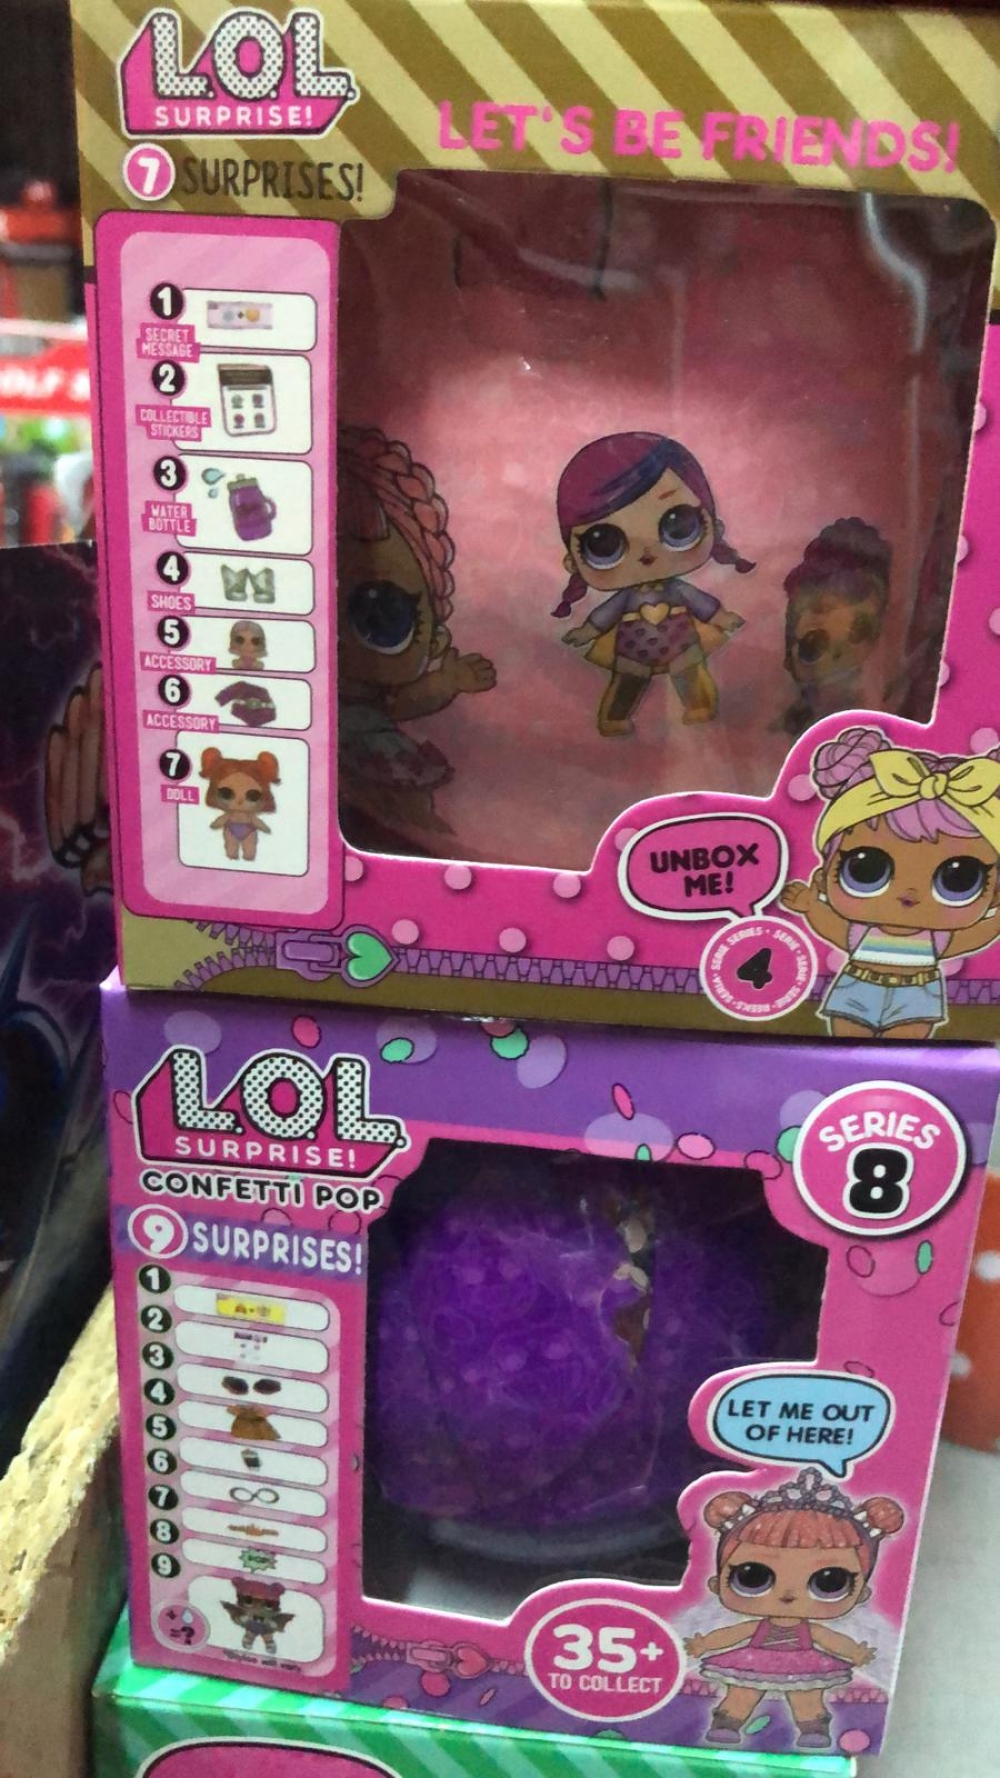 L.O.L.
SURPRISE!
LET'S BE FRIENDS!
7 SURPRISES!
1
SECRET
MESSAGE
2
COLLECTIBLE
STICKERS
3
WATER
BOTTLE
4
SHOES
5
ACCESSORY
6
ACCESSORY
7
DOLL
UNBOX
ME!
4
L.O.L.
SURPRISE!
CONFETTI POP
SERIES
8
9 SURPRISES!
1
2
3
4
5
6
7
8
9
LET ME OUT
OF HERE!
35+
TO COLLECT